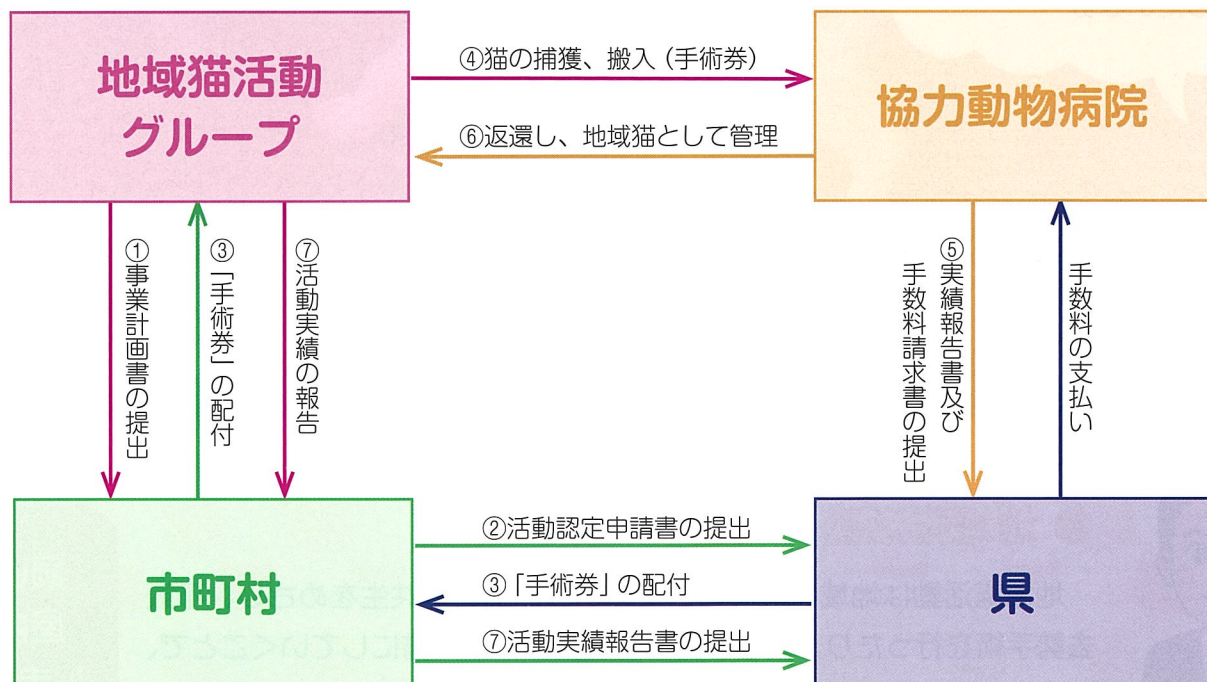 地域猫活動
グループ
④猫の捕獲、搬入（手術券）
⑥返還し、地域猫として管理
協力動物病院
①事業計画書の提出
③「手術券」の配付
⑦活動実績の報告
⑤実績報告書及び
手数料請求書の提出
手数料の支払い
市町村
②活動認定申請書の提出
③「手術券」の配付
⑦活動実績報告書の提出
県